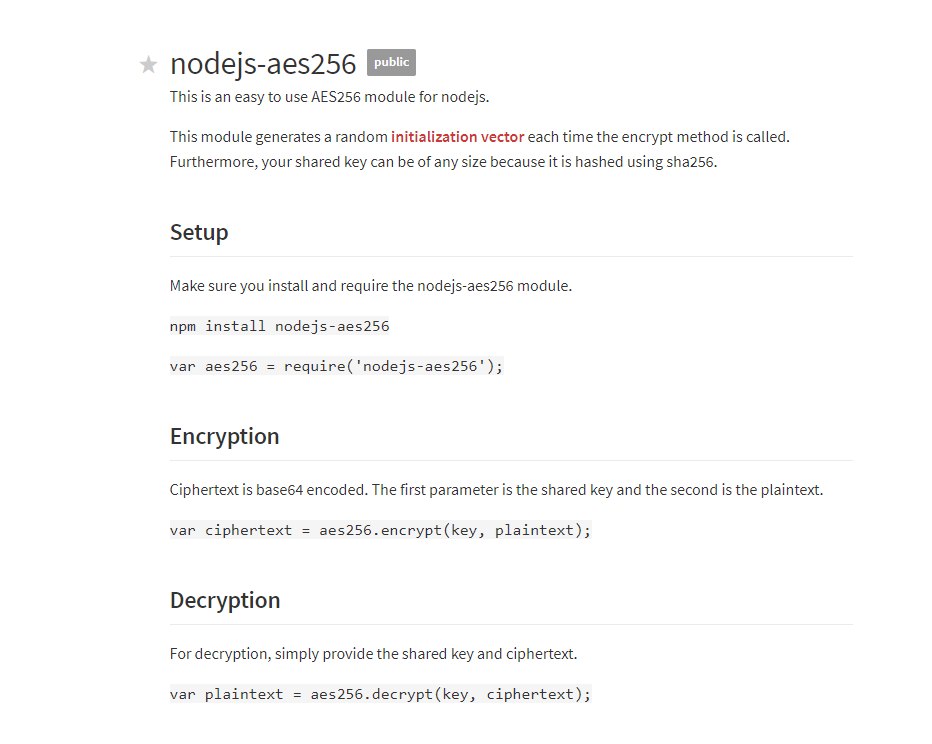 nodejs-aes256 public
This is an easy to use AES256 module for nodejs.
This module generates a random initialization vector each time the encrypt method is called.
Furthermore, your shared key can be of any size because it is hashed using sha256.
Setup
Make sure you install and require the nodejs-aes256 module.
npm install nodejs-aes256
var aes256 = require('nodejs-aes256');
Encryption
Ciphertext is base64 encoded. The first parameter is the shared key and the second is the plaintext.
var ciphertext = aes256.encrypt(key, plaintext);
Decryption
For decryption, simply provide the shared key and ciphertext.
var plaintext = aes256.decrypt(key, ciphertext);